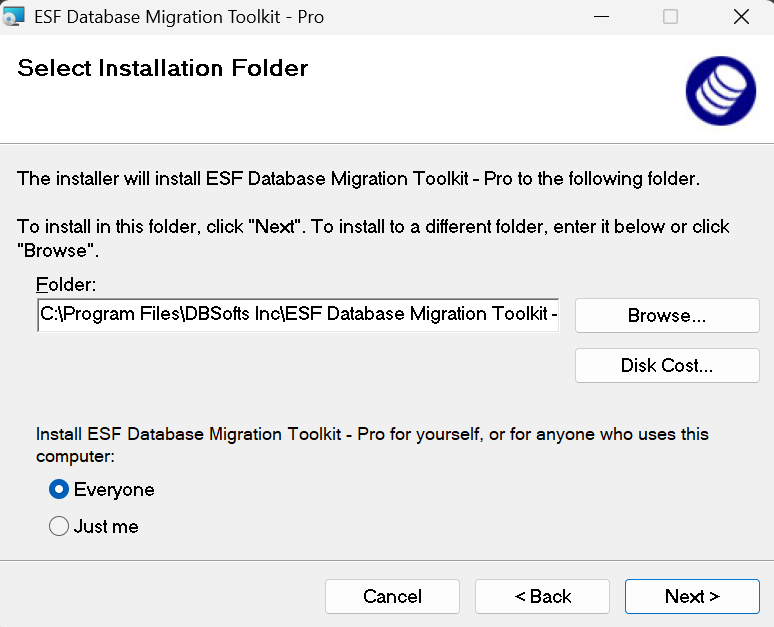 ESF Database Migration Toolkit - Pro
Select Installation Folder
The installer will install ESF Database Migration Toolkit - Pro to the following folder.
To install in this folder, click "Next". To install to a different folder, enter it below or click
"Browse".
Folder:
C:\Program Files\DBSofts Inc\ESF Database Migration Toolkit -
Browse...
Disk Cost...
Install ESF Database Migration Toolkit - Pro for yourself, or for anyone who uses this
computer:
Everyone
Just me
Cancel
< Back
Next >